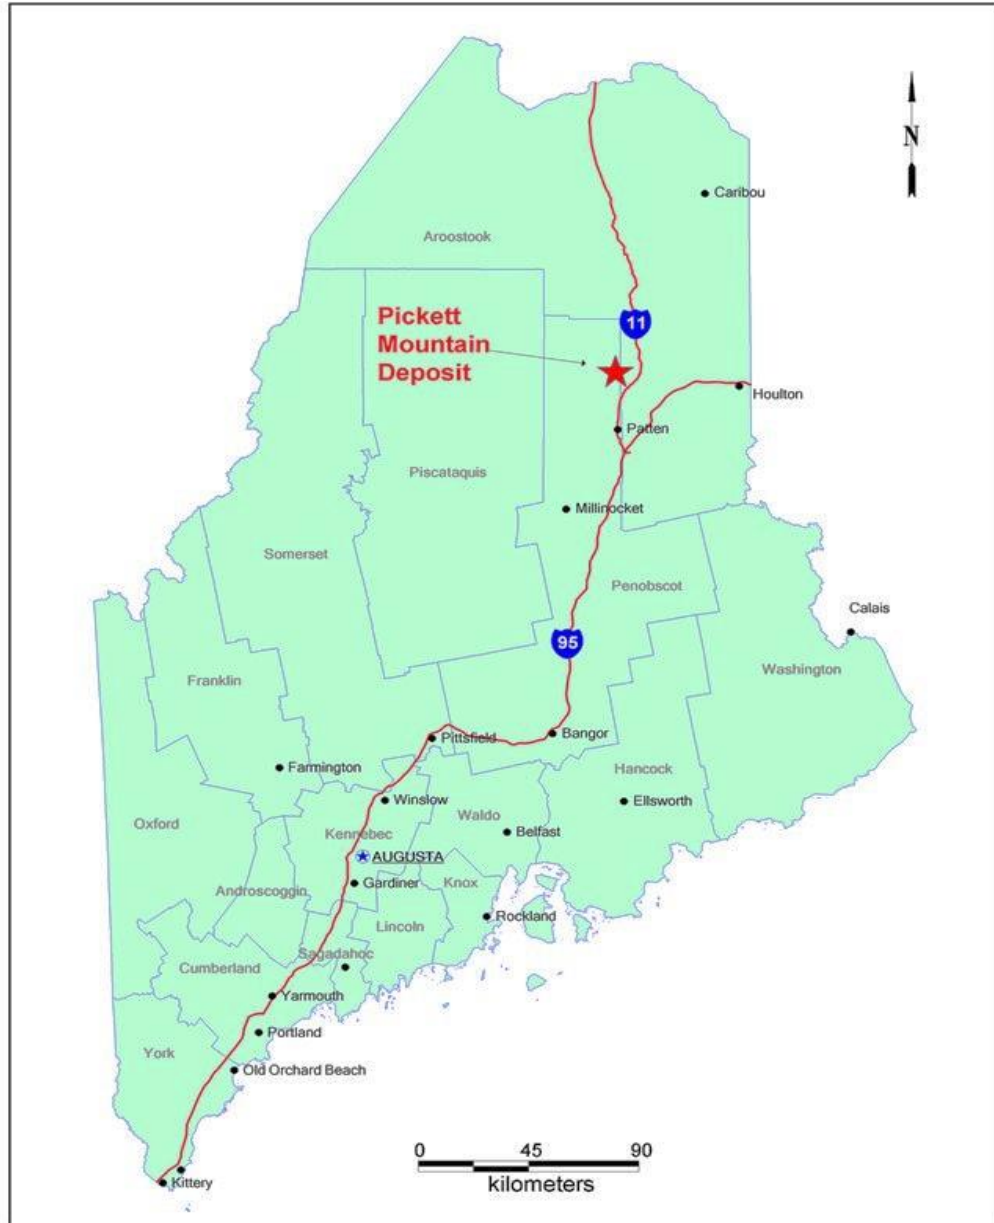 N
Caribou
Aroostook
Pickett
Mountain
Deposit
11
Houlton
Patten
Piscataquis
Millinocket
Somerset
Penobscot
Calais
95
Washington
Franklin
Pittsfield
Bangor
Farmington
Hancock
Winslow
Ellsworth
Oxford
Waldo
Kennebec
Belfast
AUGUSTA
Androscoggin
Gardiner
Knox
Rockland
Lincoln
Sagadahoc
Cumberland
Yarmouth
Portland
York
Old Orchard Beach
0 45 90
kilometers
Kittery